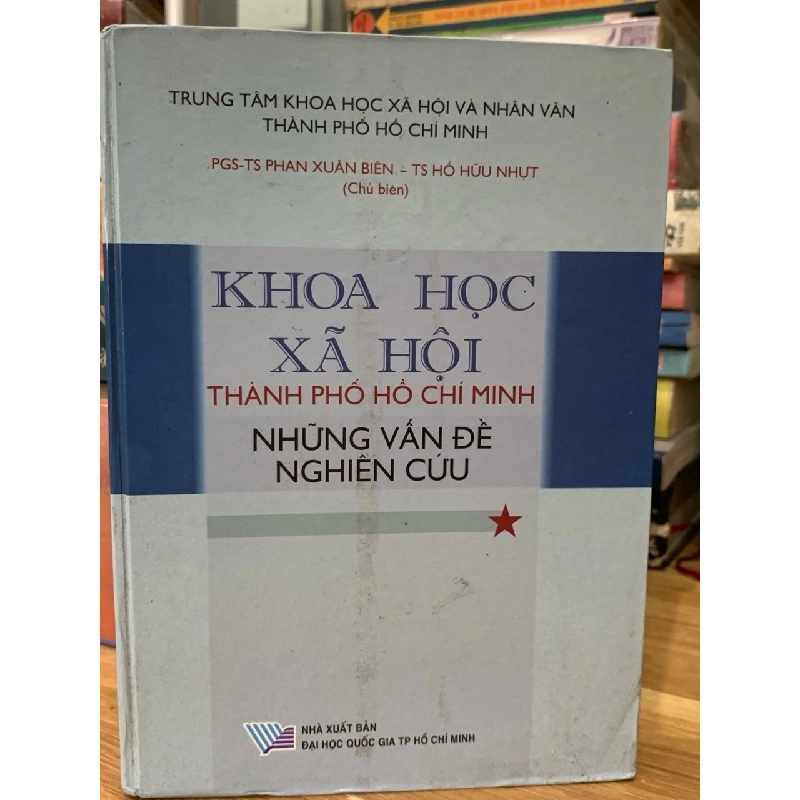 TRUNG TÂM KHOA HỌC XÃ HỘI VÀ NHÂN VĂN
THÀNH PHỐ HỒ CHÍ MINH
PGS-TS PHAN XUÂN BIÊN - TS HỒ HỮU NHỰT
(Chủ biên)
KHOA HỌC
XÃ HỘI
THÀNH PHỐ HỒ CHÍ MINH
NHỮNG VẤN ĐỀ
NGHIÊN CỨU
NHÀ XUẤT BẢN
ĐẠI HỌC QUỐC GIA TP HỒ CHÍ MINH